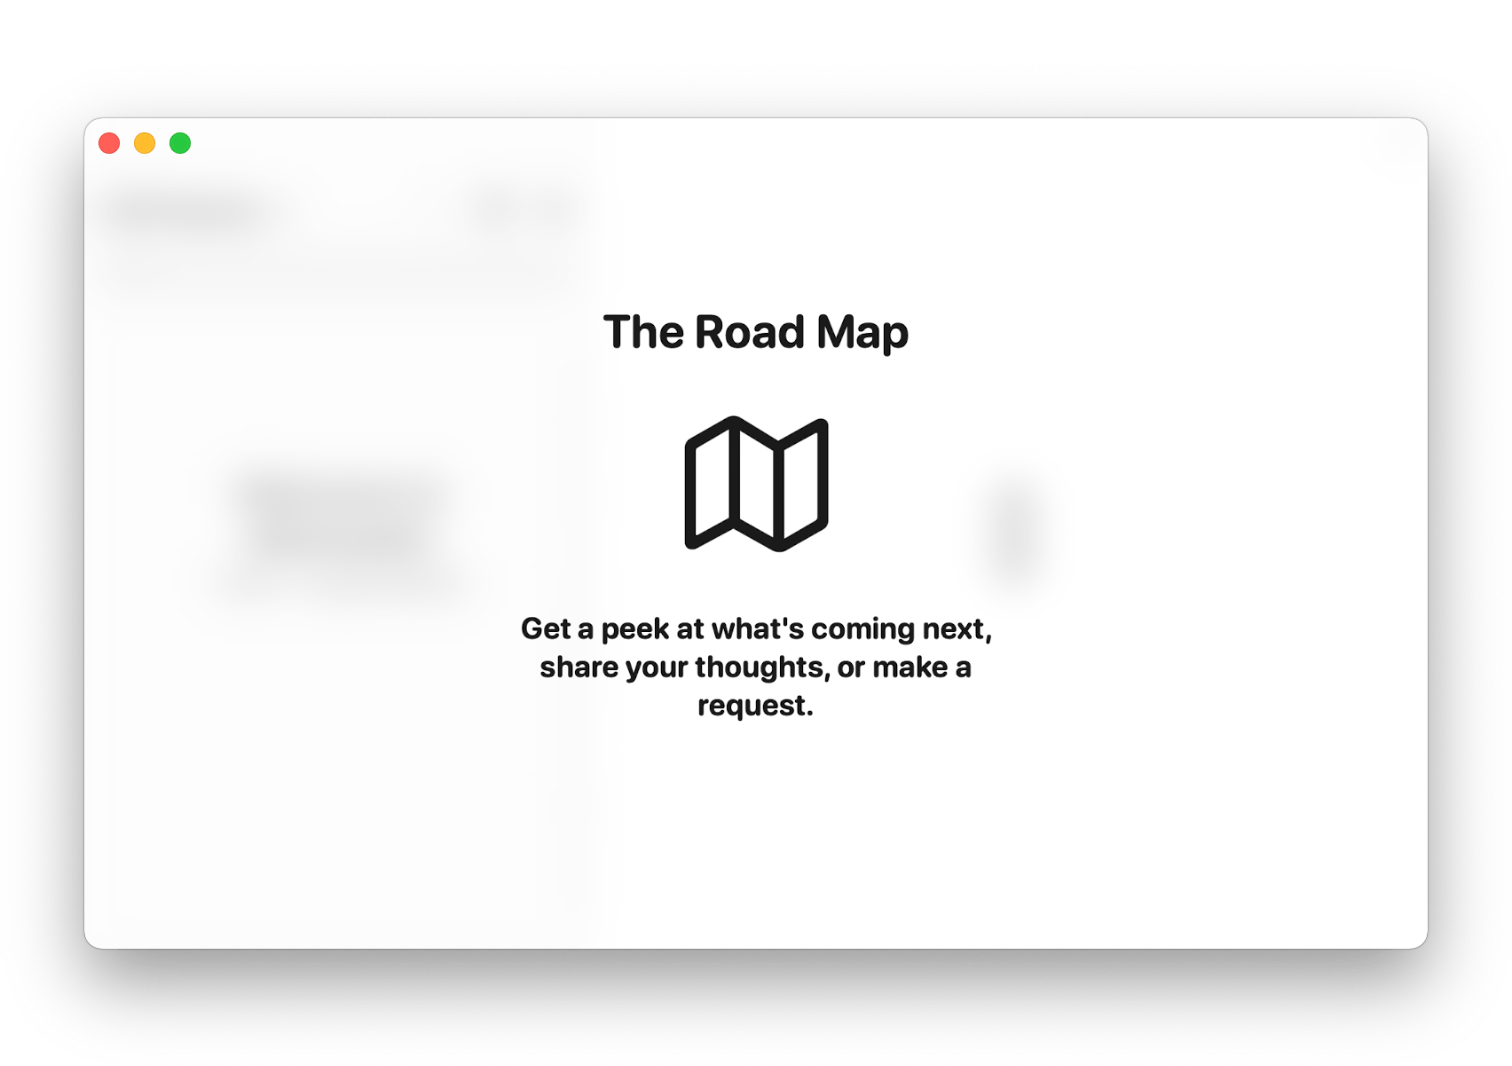 The Road Map
Get a peek at what's coming next,
share your thoughts, or make a
request.